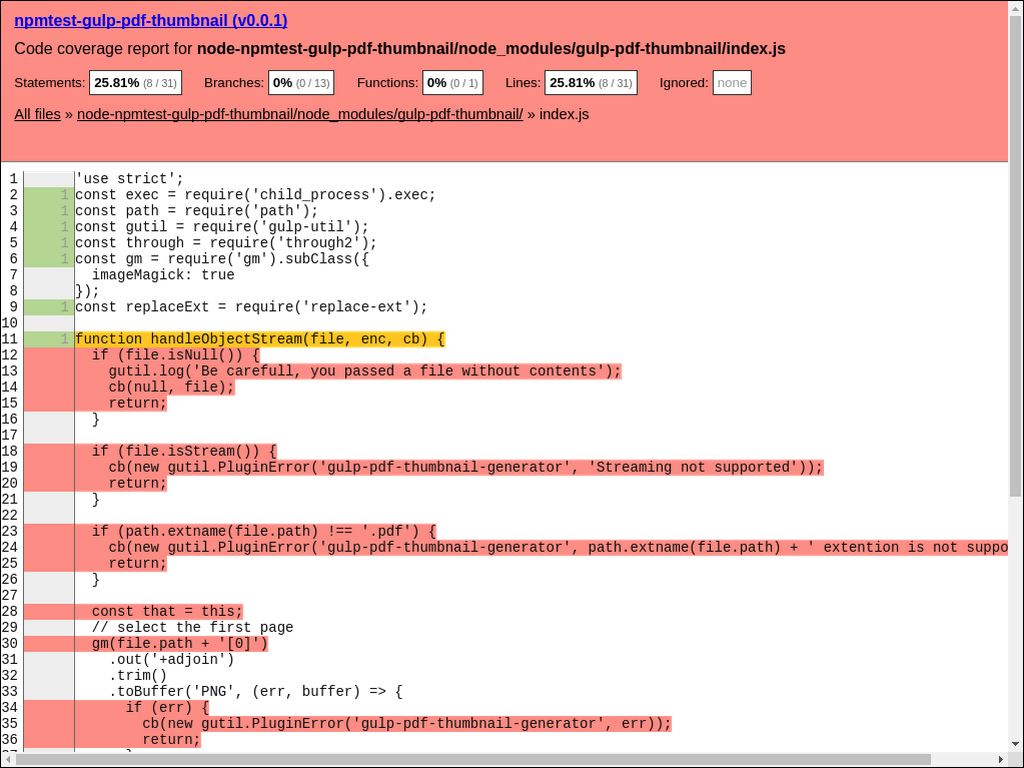 npmtest-gulp-pdf-thumbnail (v0.0.1)
Code coverage report for node-npmtest-gulp-pdf-thumbnail/node_modules/gulp-pdf-thumbnail/index.js
Statements: 25.81% (8 / 31) Branches: 0% (0 / 13) Functions: 0% (0 / 1) Lines: 25.81% (8 / 31) Ignored: none
All files » node-npmtest-gulp-pdf-thumbnail/node_modules/gulp-pdf-thumbnail/ » index.js
1 'use strict';
2 1 const exec = require('child_process').exec;
3 1 const path = require('path');
4 1 const gutil = require('gulp-util');
5 1 const through = require('through2');
6 1 const gm = require('gm').subClass({
7   imageMagick: true
8 });
9 1 const replaceExt = require('replace-ext');
10
11 1 function handleObjectStream(file, enc, cb) {
12   if (file.isNull()) {
13     gutil.log('Be carefull, you passed a file without contents');
14     cb(null, file);
15     return;
16   }
17
18   if (file.isStream()) {
19     cb(new gutil.PluginError('gulp-pdf-thumbnail-generator', 'Streaming not supported'));
20     return;
21   }
22
23   if (path.extname(file.path) !== '.pdf') {
24     cb(new gutil.PluginError('gulp-pdf-thumbnail-generator', path.extname(file.path) + ' extention is not suppo
25     return;
26   }
27
28   const that = this;
29   // select the first page
30   gm(file.path + '[0]')
31     .out('+adjoin')
32     .trim()
33     .toBuffer('PNG', (err, buffer) => {
34       if (err) {
35         cb(new gutil.PluginError('gulp-pdf-thumbnail-generator', err));
36         return;